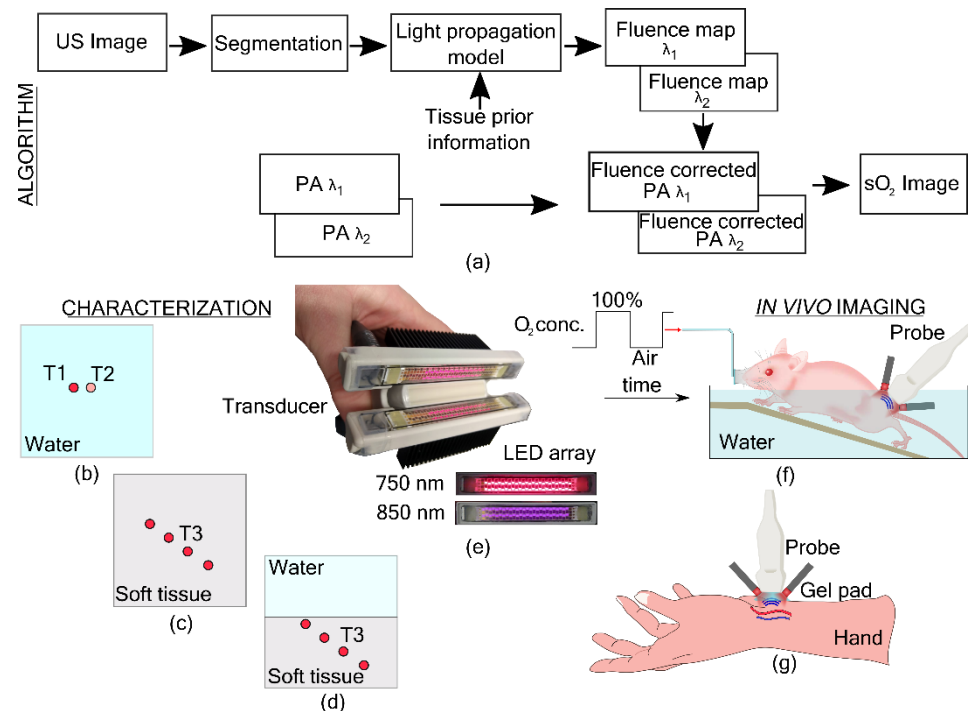 ALGORITHM
US Image
Segmentation
Light propagation
model
Fluence map
λ₁
Fluence map
λ₂
Tissue prior
information
PA λ₁
PA λ₂
Fluence corrected
PA λ₁
Fluence corrected
PA λ₂
sO₂ Image
(a)
CHARACTERIZATION
T1 T2
Water
(b)
T3
Soft tissue
(c)
Water
T3
Soft tissue
(d)
Transducer
LED array
750 nm
850 nm
(e)
100%
O₂ conc.
Air
time
IN VIVO IMAGING
Probe
Water
(f)
Probe
Gel pad
Hand
(g)